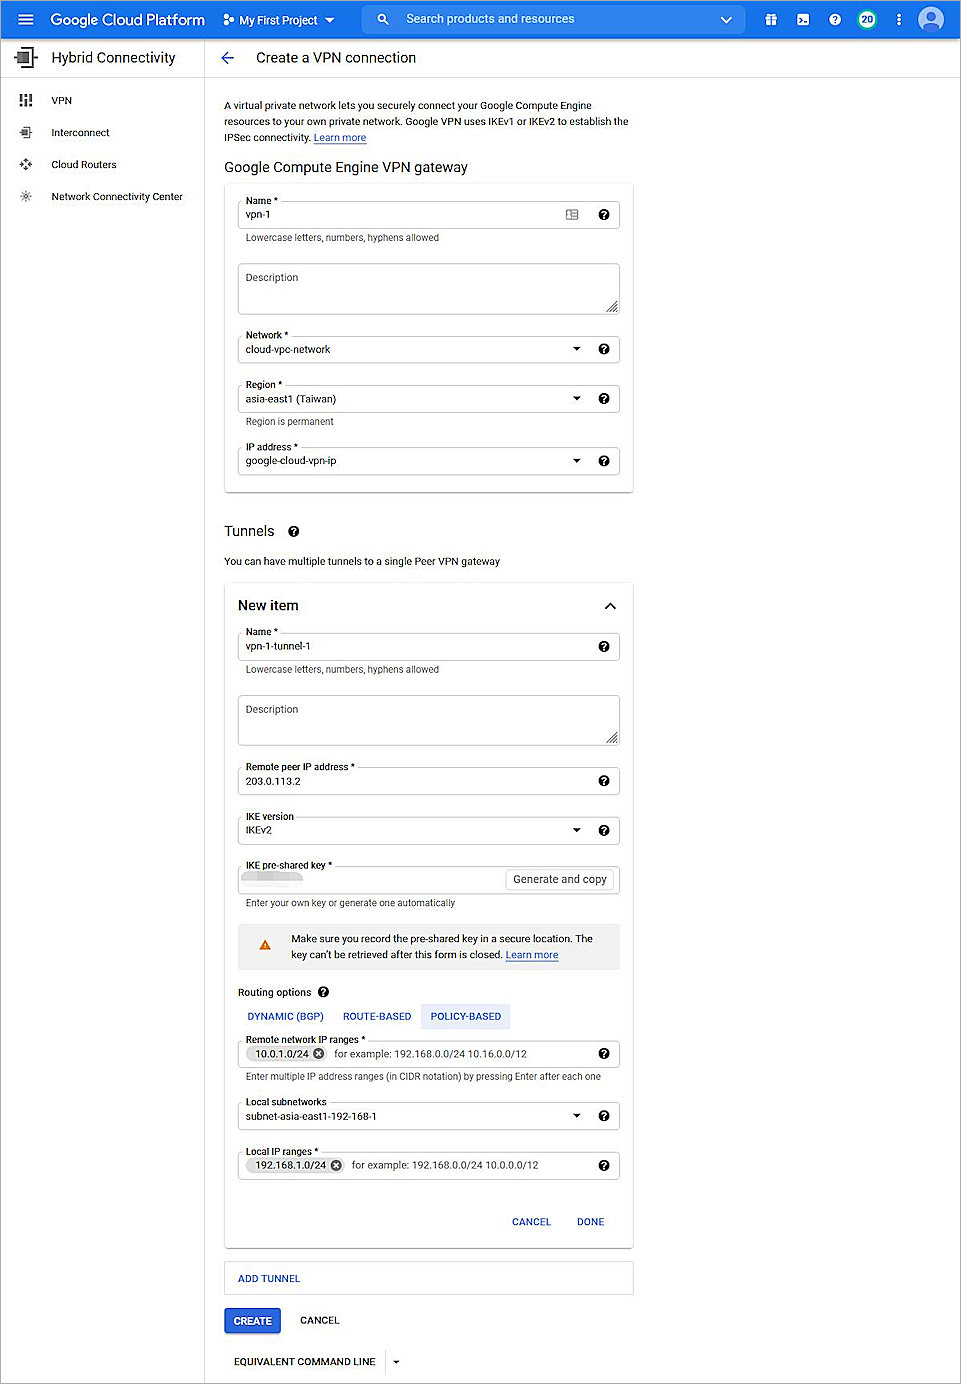 Google Cloud Platform
My First Project
Search products and resources
20
Hybrid Connectivity
Create a VPN connection
VPN
Interconnect
Cloud Routers
Network Connectivity Center
A virtual private network lets you securely connect your Google Compute Engine
resources to your own private network. Google VPN uses IKEv1 or IKEv2 to establish the
IPSec connectivity. Learn more
Google Compute Engine VPN gateway
Name *
vpn-1
Lowercase letters, numbers, hyphens allowed
Description
Network *
cloud-vpc-network
Region *
asia-east1 (Taiwan)
Region is permanent
IP address *
google-cloud-vpn-ip
Tunnels
You can have multiple tunnels to a single Peer VPN gateway
New item
Name *
vpn-1-tunnel-1
Lowercase letters, numbers, hyphens allowed
Description
Remote peer IP address *
203.0.113.2
IKE version
IKEv2
IKE pre-shared key *
Generate and copy
Enter your own key or generate one automatically
Make sure you record the pre-shared key in a secure location. The
key can't be retrieved after this form is closed. Learn more
Routing options
DYNAMIC (BGP) ROUTE-BASED POLICY-BASED
Remote network IP ranges *
10.0.1.0/24 for example: 192.168.0.0/24 10.16.0.0/12
Enter multiple IP address ranges (in CIDR notation) by pressing Enter after each one
Local subnetworks
subnet-asia-east1-192-168-1
Local IP ranges *
192.168.1.0/24 for example: 192.168.0.0/24 10.0.0.0/12
CANCEL DONE
ADD TUNNEL
CREATE CANCEL
EQUIVALENT COMMAND LINE